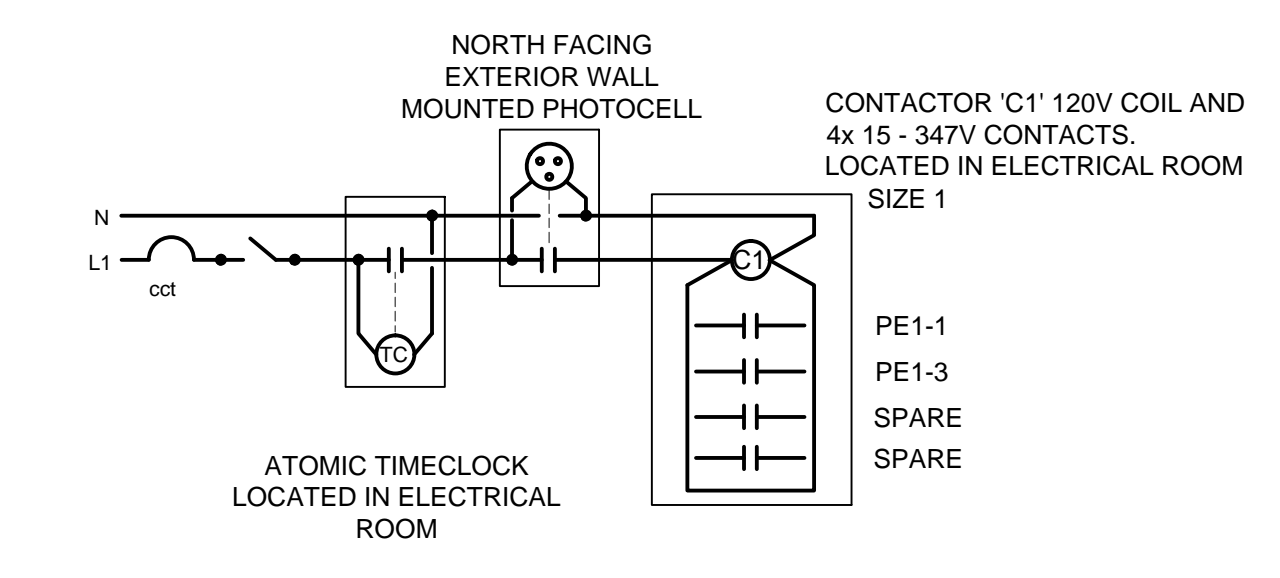 NORTH FACING
EXTERIOR WALL
MOUNTED PHOTOCELL
CONTACTOR 'C1' 120V COIL AND
4x 15 - 347V CONTACTS.
LOCATED IN ELECTRICAL ROOM
SIZE 1
N
L1
cct
TC
C1
PE1-1
PE1-3
SPARE
SPARE
ATOMIC TIMECLOCK
LOCATED IN ELECTRICAL
ROOM